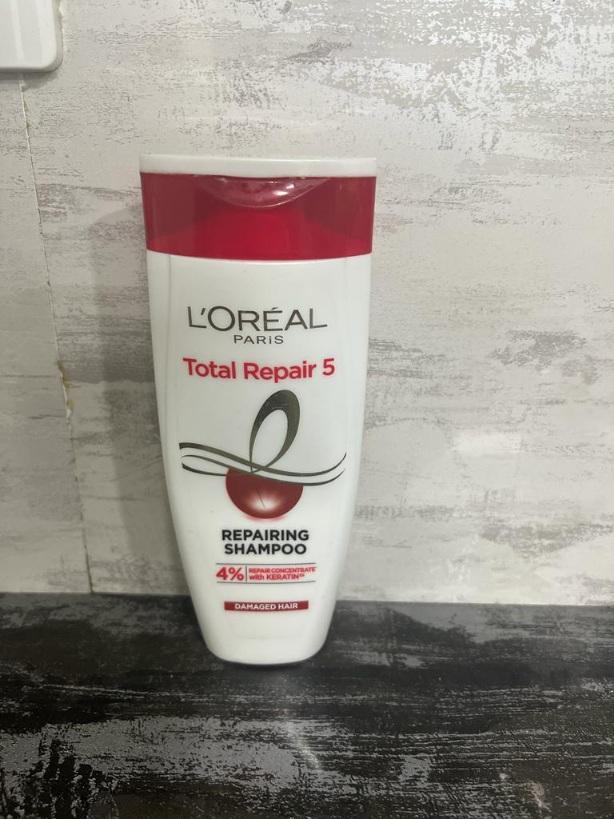 L'ORÉAL
PARIS
Total Repair 5
REPAIRING
SHAMPOO
4% REPAIR CONCENTRATE
with KERATIN
DAMAGED HAIR